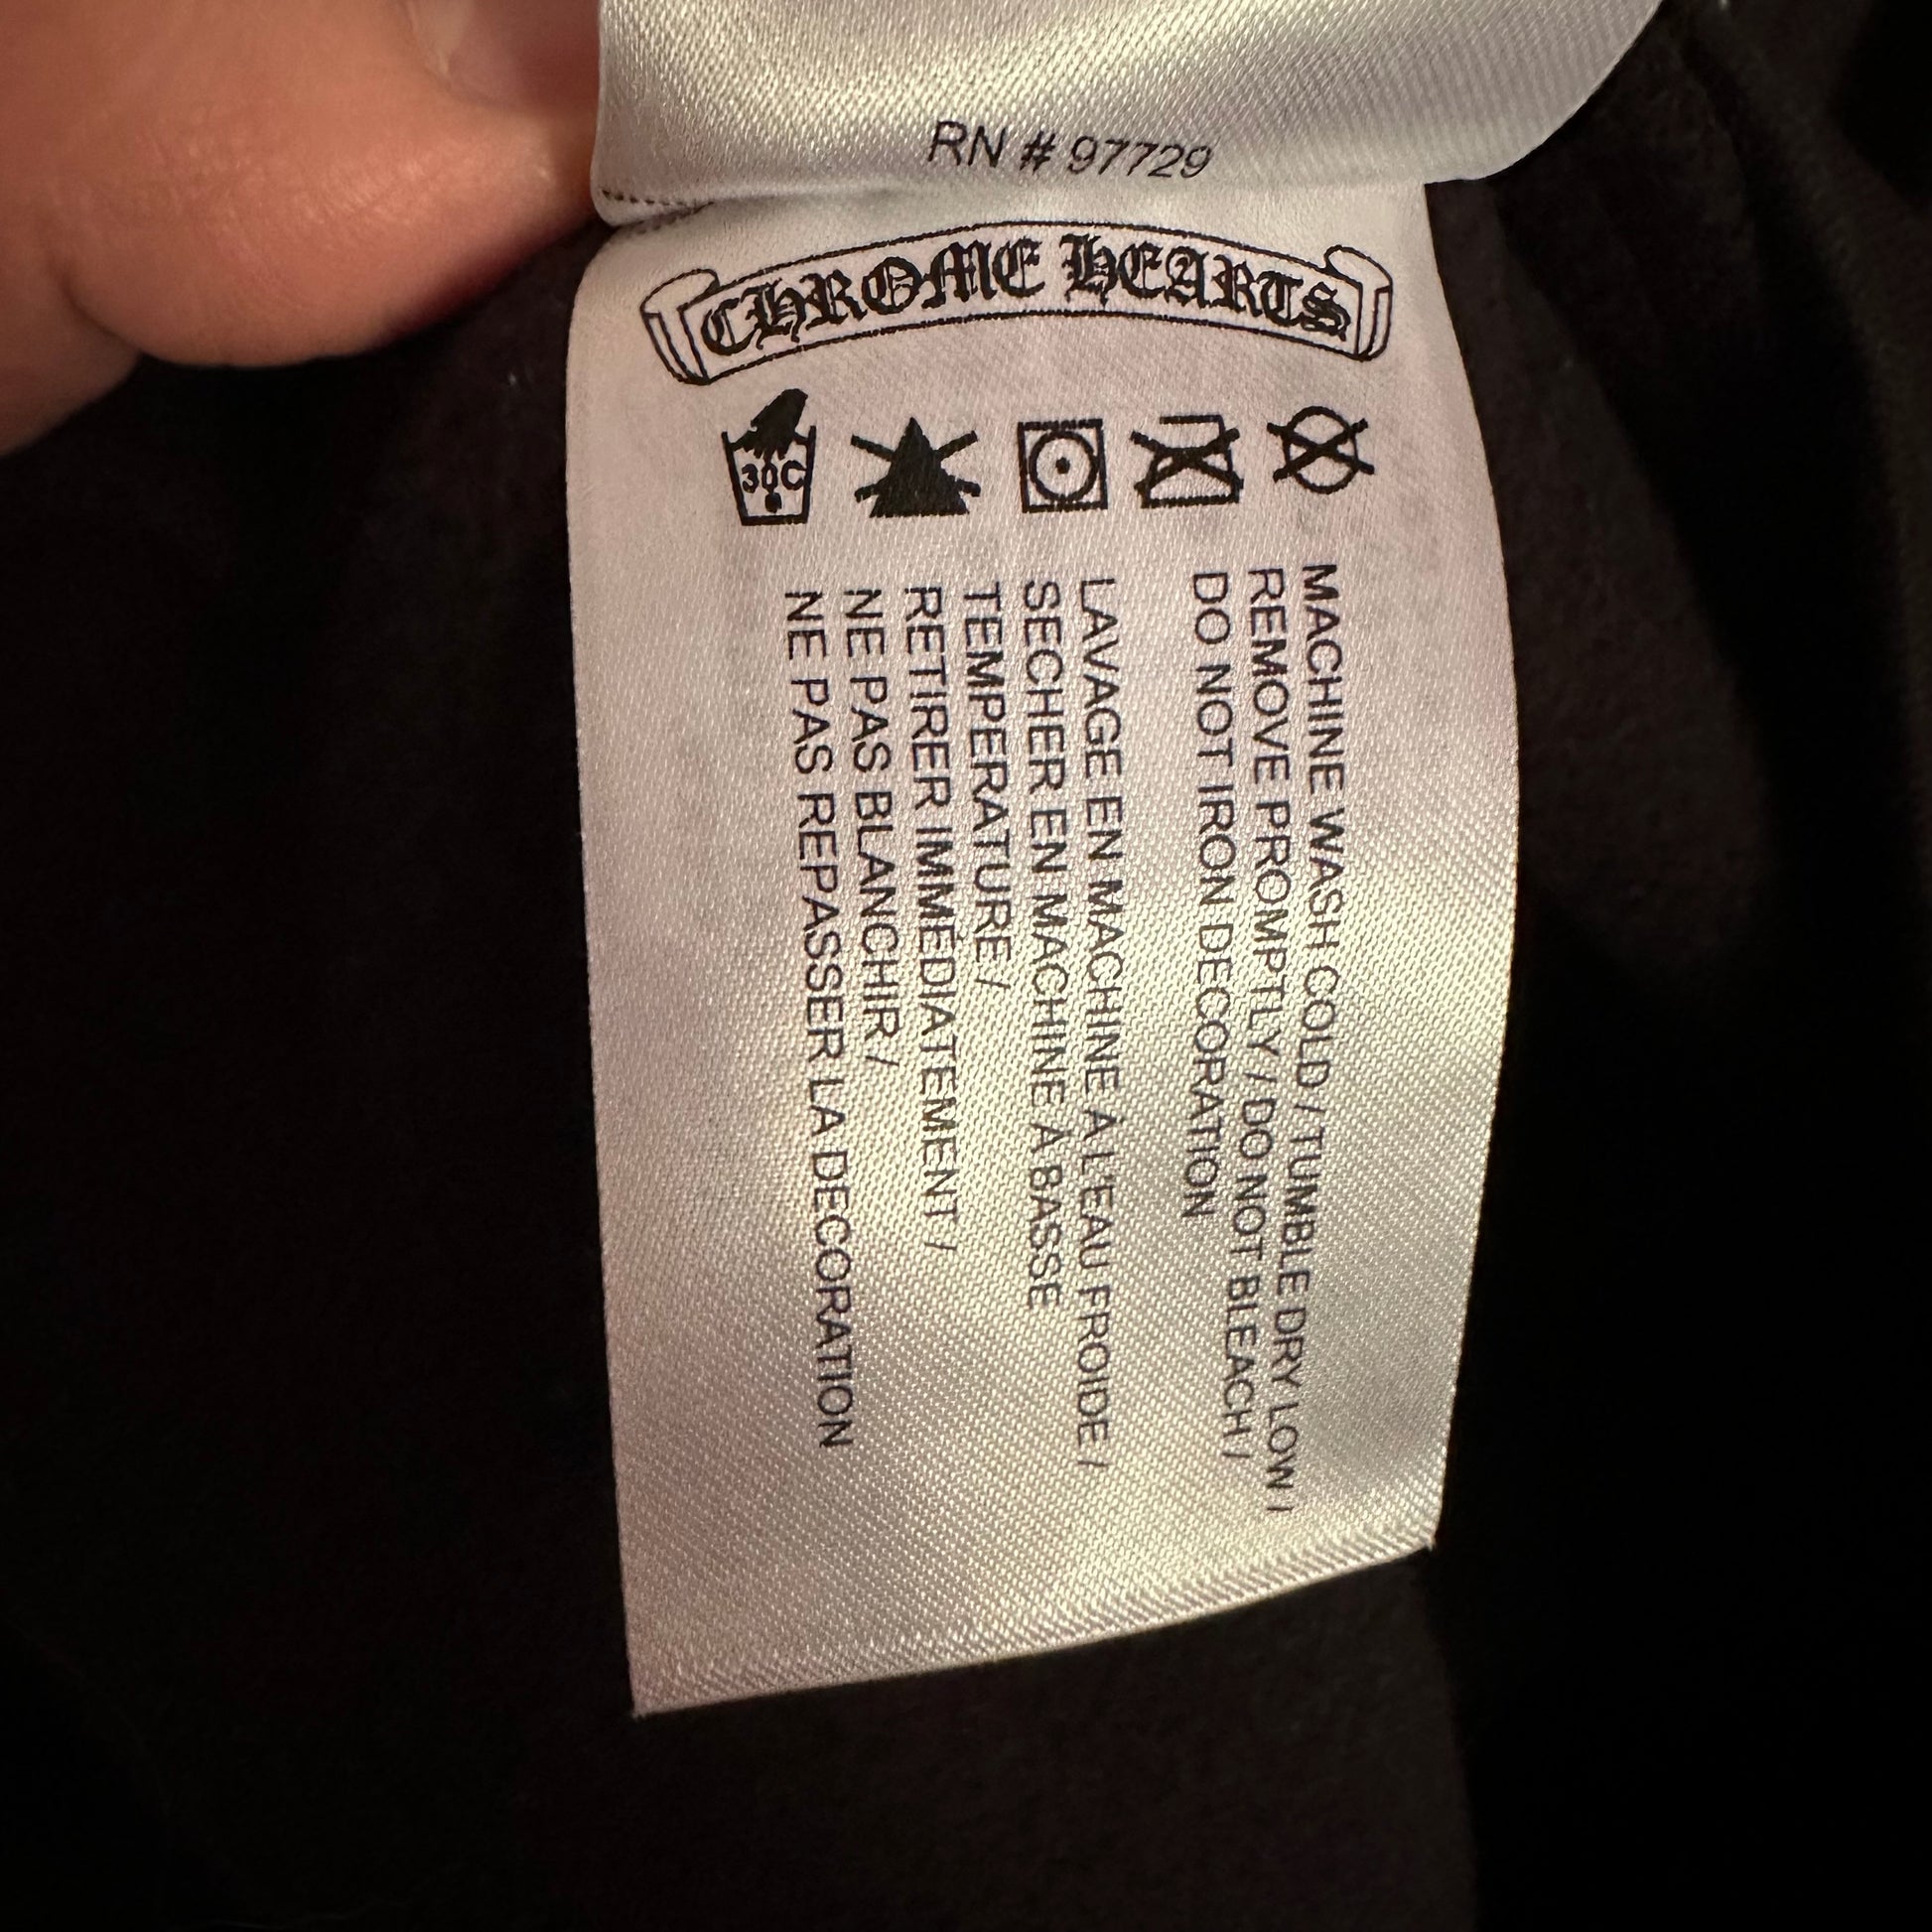 RN # 97729
CHROME HEARTS
30C
MACHINE WASH COLD / TUMBLE DRY LOW /
REMOVE PROMPTLY / DO NOT BLEACH /
DO NOT IRON DECORATION
LAVAGE EN MACHINE À L'EAU FROIDE /
SECHER EN MACHINE À BASSE
TEMPERATURE /
RETIRER IMMÉDIATEMENT /
NE PAS BLANCHIR /
NE PAS REPASSER LA DECORATION